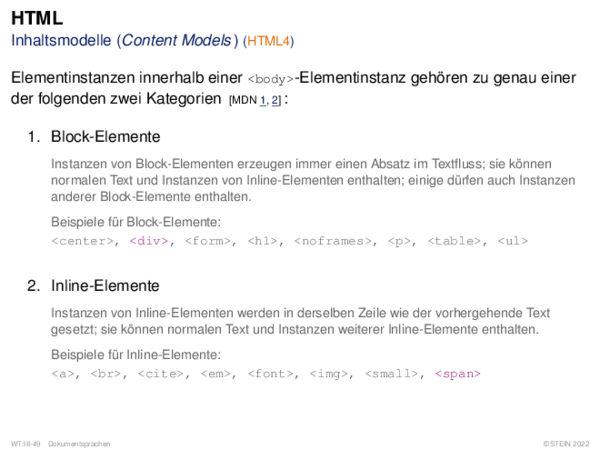 HTML
Inhaltsmodelle (Content Models) (HTML4)
Elementinstanzen innerhalb einer <body>-Elementinstanz gehören zu genau einer
der folgenden zwei Kategorien [MDN 1, 2]:
1. Block-Elemente
Instanzen von Block-Elementen erzeugen immer einen Absatz im Textfluss; sie können
normalen Text und Instanzen von Inline-Elementen enthalten; einige dürfen auch Instanzen
anderer Block-Elemente enthalten.
Beispiele für Block-Elemente:
<center>, <div>, <form>, <h1>, <noframes>, <p>, <table>, <ul>
2. Inline-Elemente
Instanzen von Inline-Elementen werden in derselben Zeile wie der vorhergehende Text
gesetzt; sie können normalen Text und Instanzen weiterer Inline-Elemente enthalten.
Beispiele für Inline-Elemente:
<a>, <br>, <cite>, <em>, <font>, <img>, <small>, <span>
WT:III-49 Dokumentsprachen ©STEIN 2022